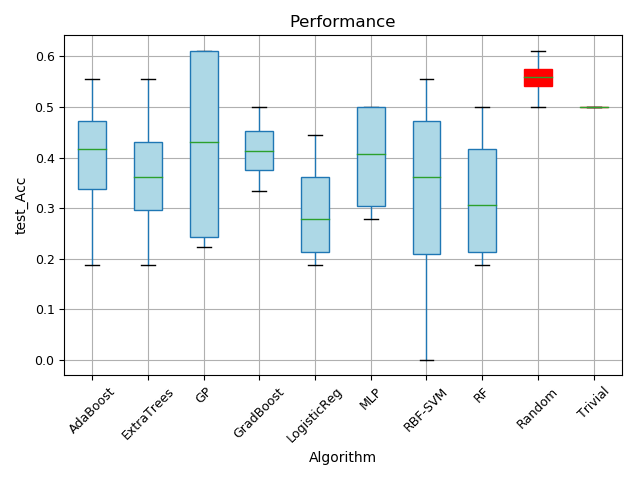 Performance
test_Acc
0.6
0.5
0.4
0.3
0.2
0.1
0.0
AdaBoost
ExtraTrees
GP
GradBoost
LogisticReg
MLP
RBF-SVM
RF
Random
Trivial
Algorithm